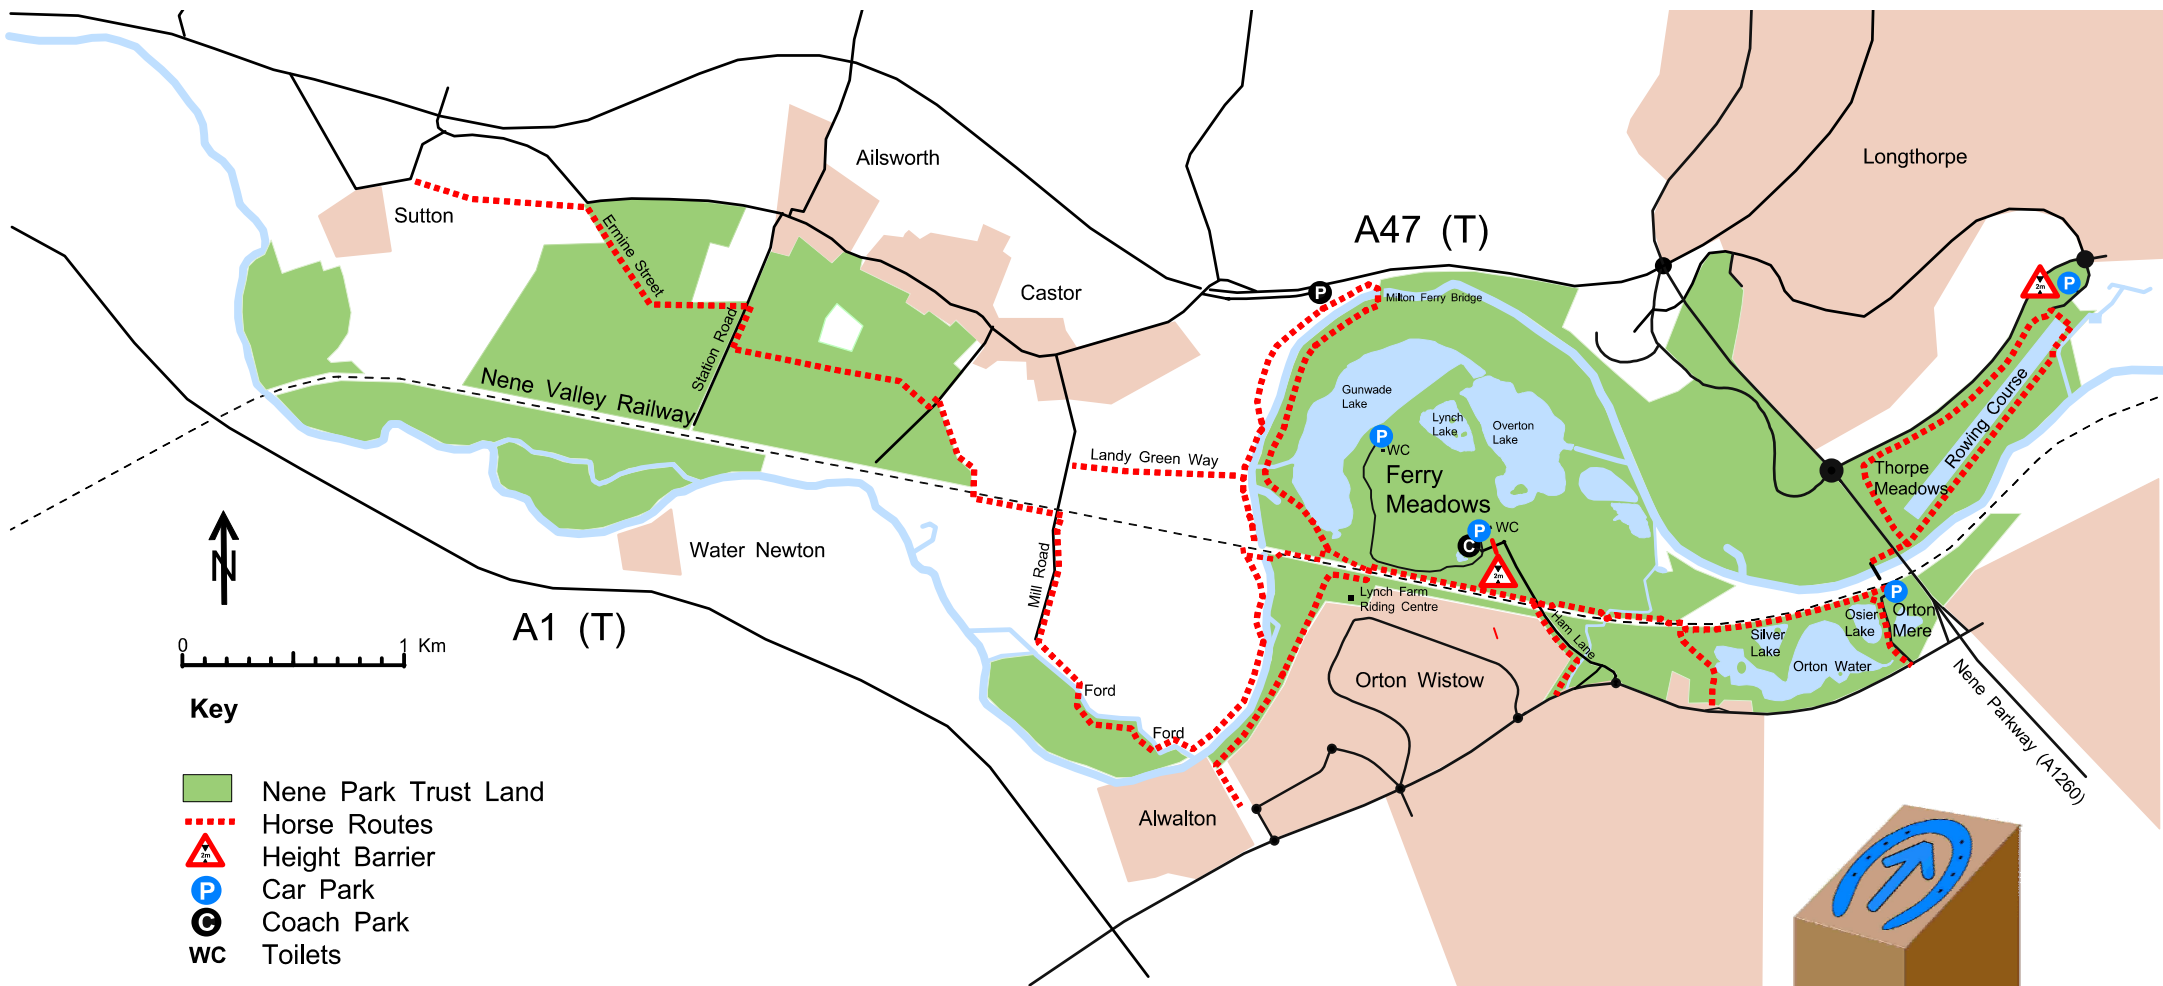 Ailsworth
Longthorpe
Sutton
A47 (T)
Ermine Street
Castor
P
2m
P
Milton Ferry Bridge
Station Road
Nene Valley Railway
Gunwade
Lake
Lynch
Lake
Overton
Lake
Rowing Course
P
WC
Landy Green Way
Ferry
Meadows
Thorpe
Meadows
P
WC
C
2m
Water Newton
N
Mill Road
Lynch Farm
Riding Centre
P
Orton
Mere
Osier
Lake
Silver
Lake
Orton Water
Ham Lane
A1 (T)
0
1 Km
Orton Wistow
Ford
Ford
Nene Parkway (A1260)
Alwalton
Key
Nene Park Trust Land
Horse Routes
2m
Height Barrier
P
Car Park
C
Coach Park
WC
Toilets